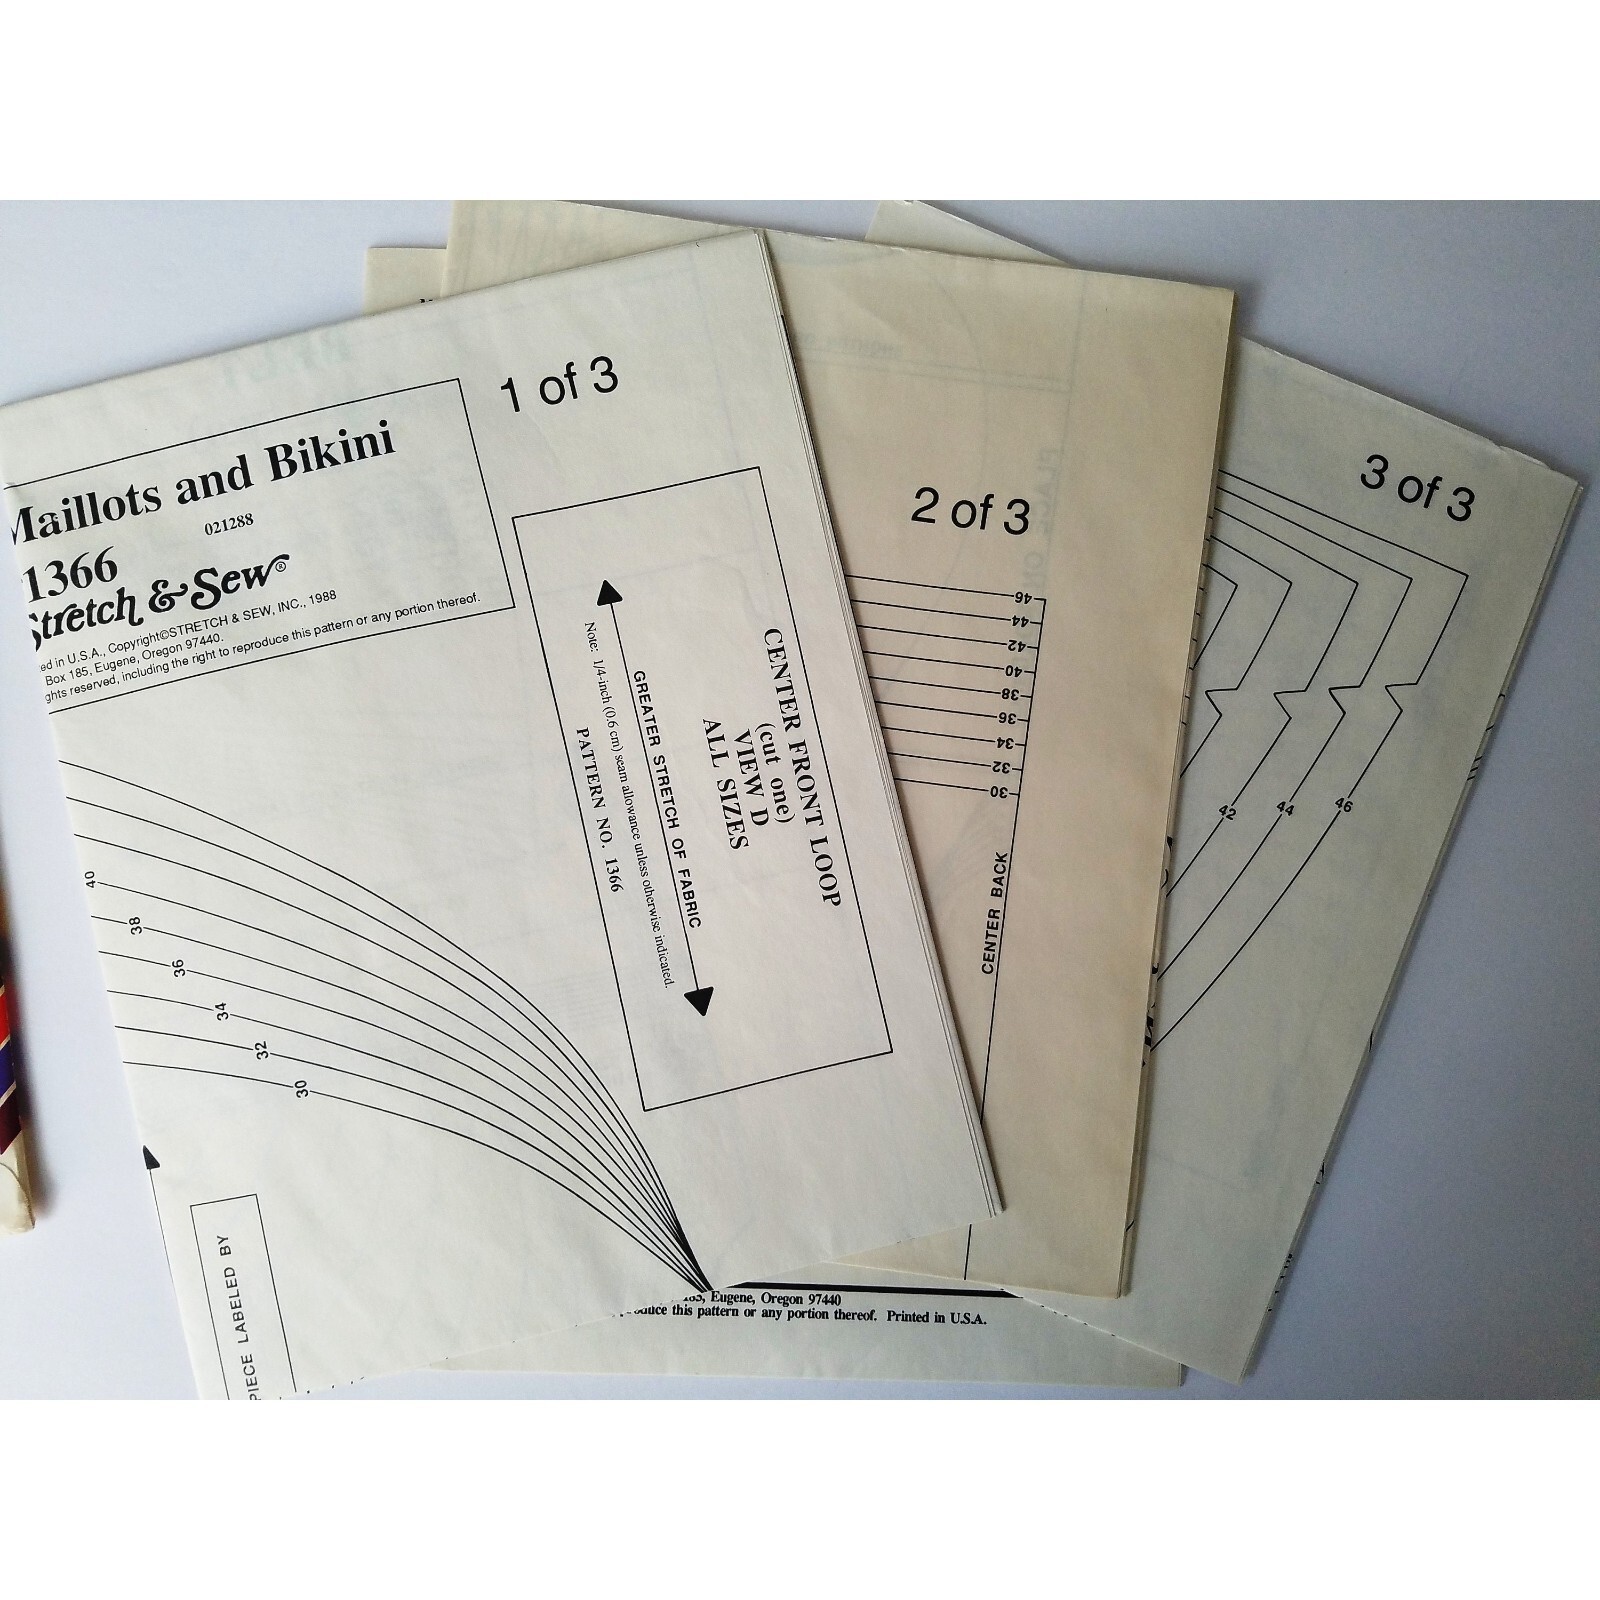 1 of 3
Maillots and Bikini
021288
1366
Stretch & Sew®
ed in U.S.A., Copyright©STRETCH & SEW, INC., 1988
Box 185, Eugene, Oregon 97440.
ghts reserved, including the right to reproduce this pattern or any portion thereof.
CENTER FRONT LOOP
(cut one)
VIEW D
ALL SIZES
GREATER STRETCH OF FABRIC
Note: 1/4-inch (0.6 cm) seam allowance unless otherwise indicated.
PATTERN NO. 1366
40
38
36
34
32
30
PIECE LABELED BY
2 of 3
46
44
42
40
38
36
34
32
30
CENTER BACK
3 of 3
42
44
46
185, Eugene, Oregon 97440
duce this pattern or any portion thereof. Printed in U.S.A.